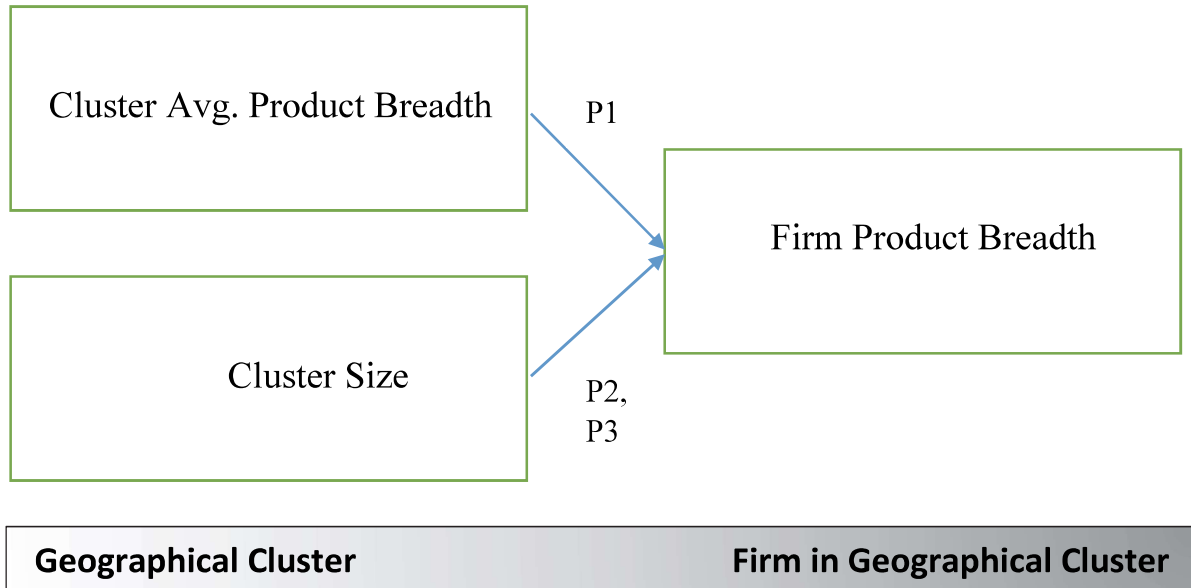 Cluster Avg. Product Breadth
P1
Firm Product Breadth
Cluster Size
P2,
P3
Geographical Cluster
Firm in Geographical Cluster